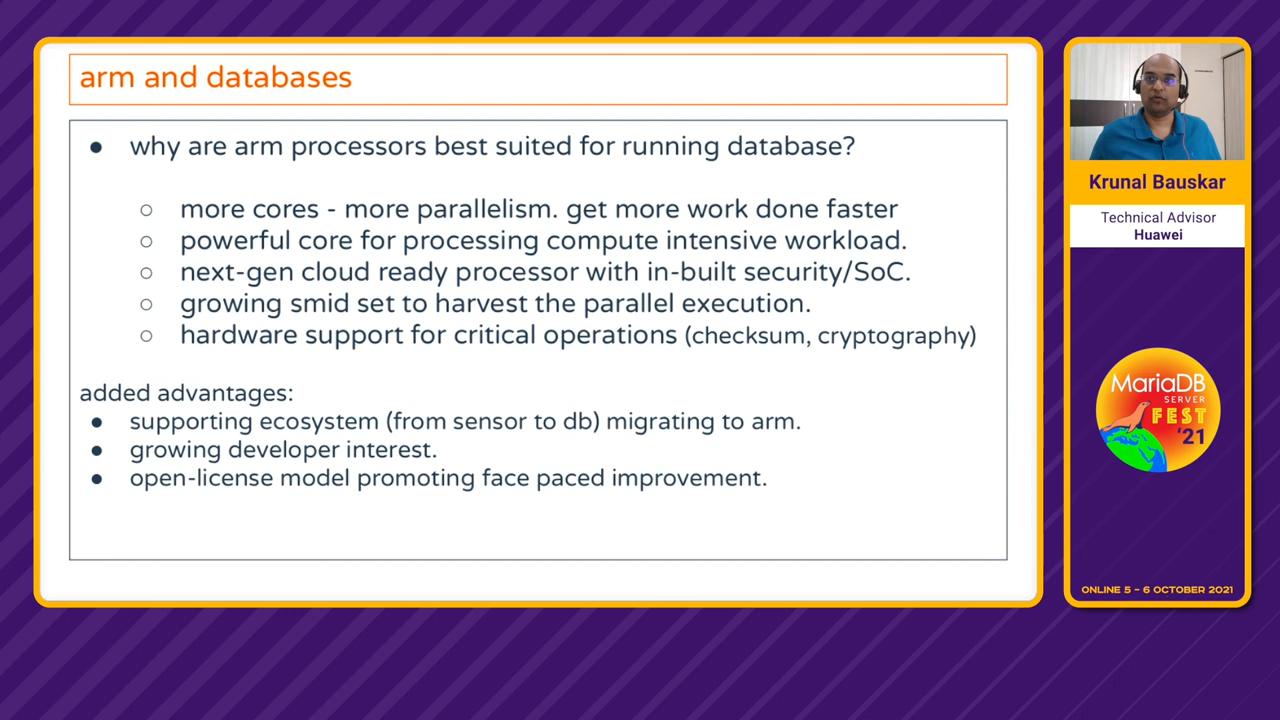 arm and databases
● why are arm processors best suited for running database?
○ more cores - more parallelism. get more work done faster
○ powerful core for processing compute intensive workload.
○ next-gen cloud ready processor with in-built security/SoC.
○ growing smid set to harvest the parallel execution.
○ hardware support for critical operations (checksum, cryptography)
added advantages:
● supporting ecosystem (from sensor to db) migrating to arm.
● growing developer interest.
● open-license model promoting face paced improvement.
Krunal Bauskar
Technical Advisor
Huawei
MariaDB
SERVER
FEST
'21
ONLINE 5 - 6 OCTOBER 2021